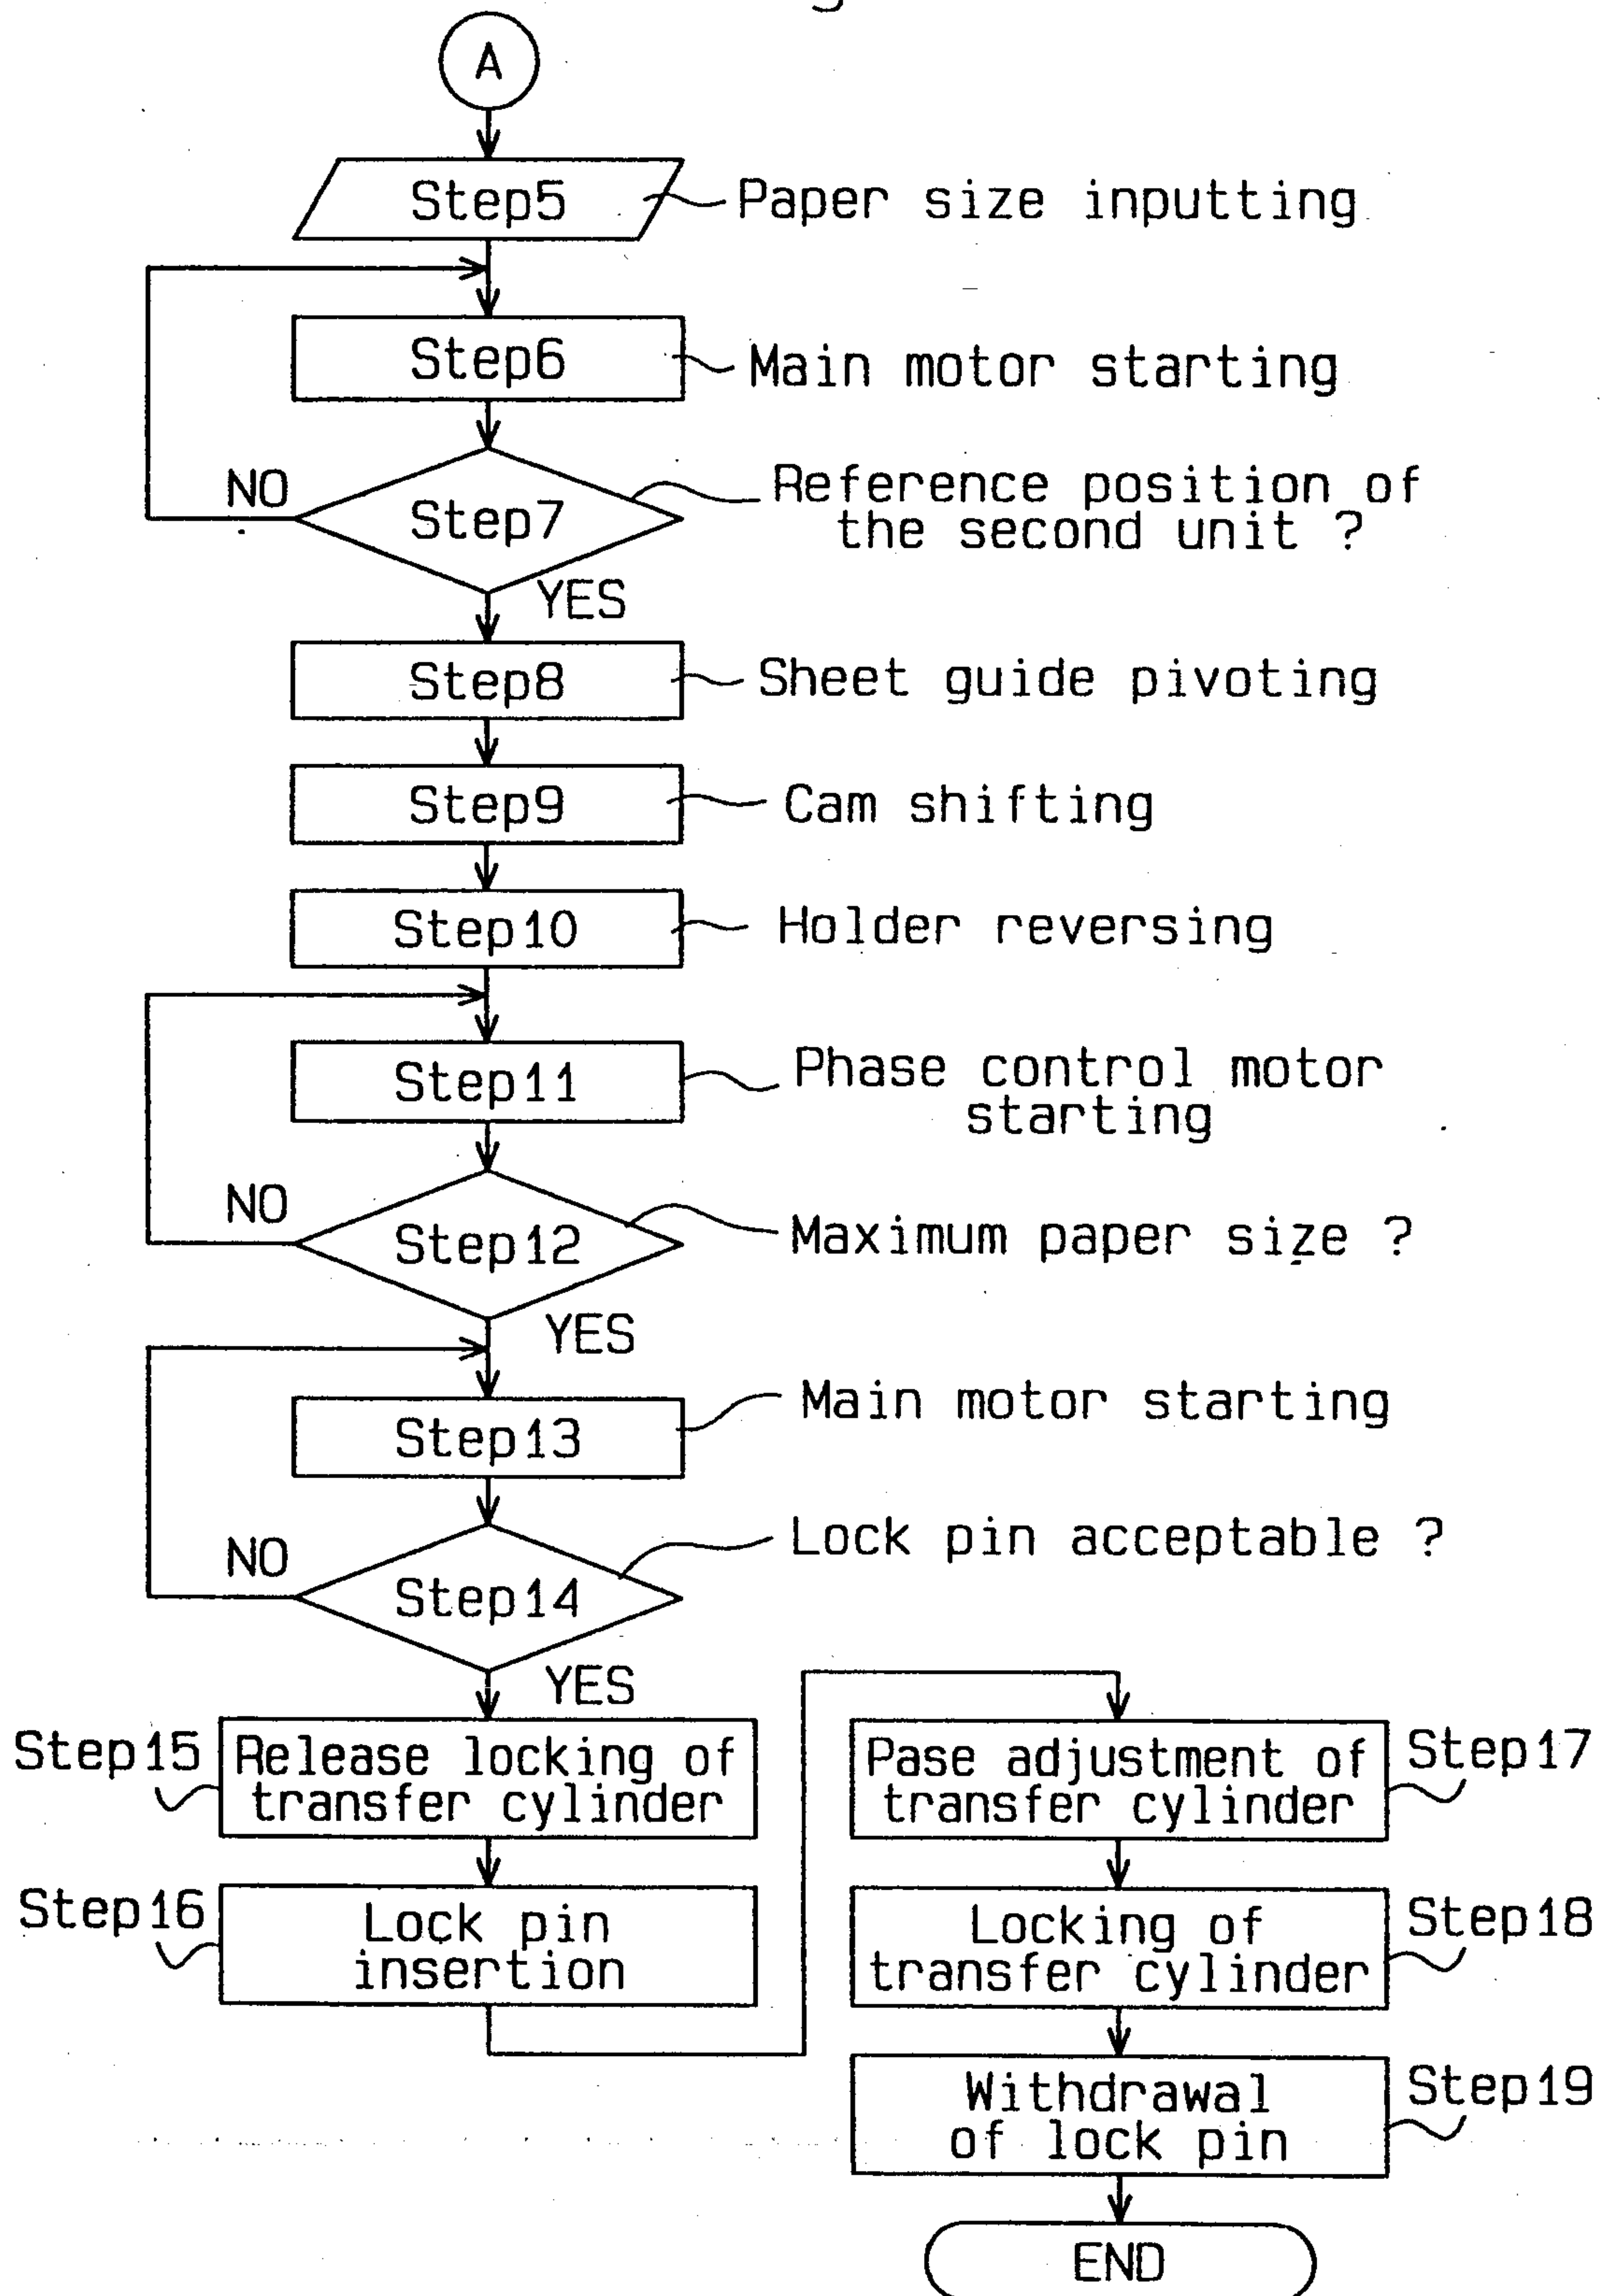 A
Step5
Paper size inputting
Step6
Main motor starting
NO
Step7
Reference position of
the second unit ?
YES
Step8
Sheet guide pivoting
Step9
Cam shifting
Step10
Holder reversing
Step11
Phase control motor
starting
NO
Step12
Maximum paper size ?
YES
Step13
Main motor starting
NO
Step14
Lock pin acceptable ?
YES
Step15
Release locking of
transfer cylinder
Step16
Lock pin
insertion
Pase adjustment of
transfer cylinder
Step17
Locking of
transfer cylinder
Step18
Withdrawal
of lock pin
Step19
END